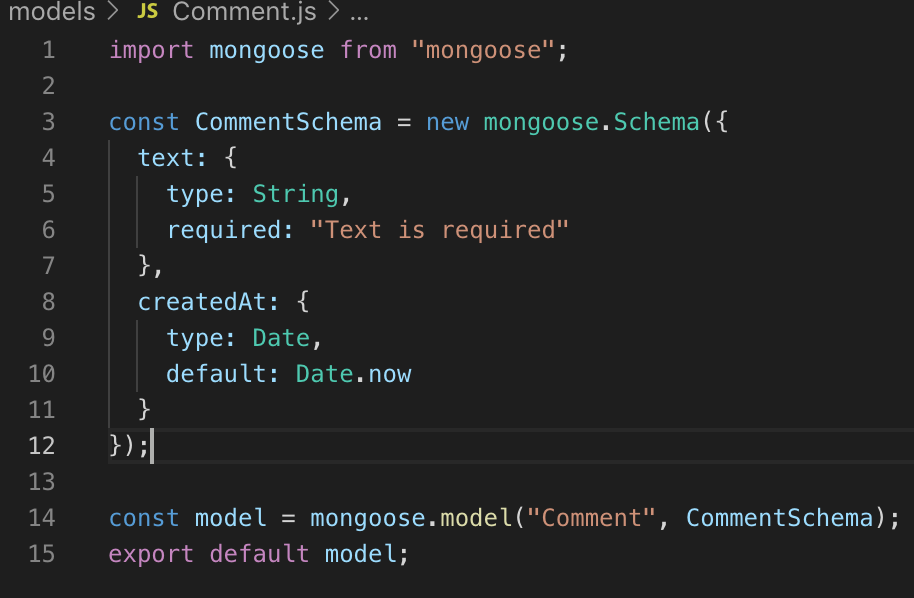 models > JS Comment.js > ...
1 import mongoose from "mongoose";
2
3 const CommentSchema = new mongoose.Schema({
4   text: {
5     type: String,
6     required: "Text is required"
7   },
8   createdAt: {
9     type: Date,
10     default: Date.now
11   }
12 });
13
14 const model = mongoose.model("Comment", CommentSchema);
15 export default model;